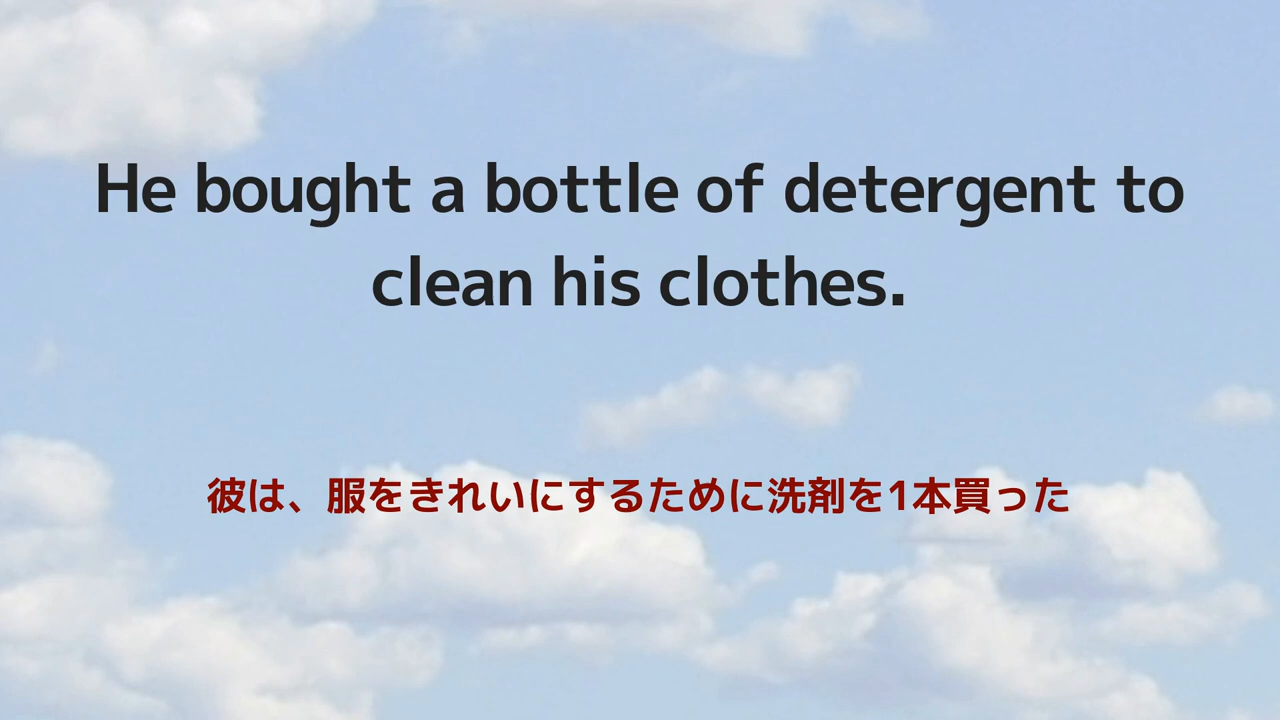 He bought a bottle of detergent to
clean his clothes.
彼は、服をきれいにするために洗剤を1本買った